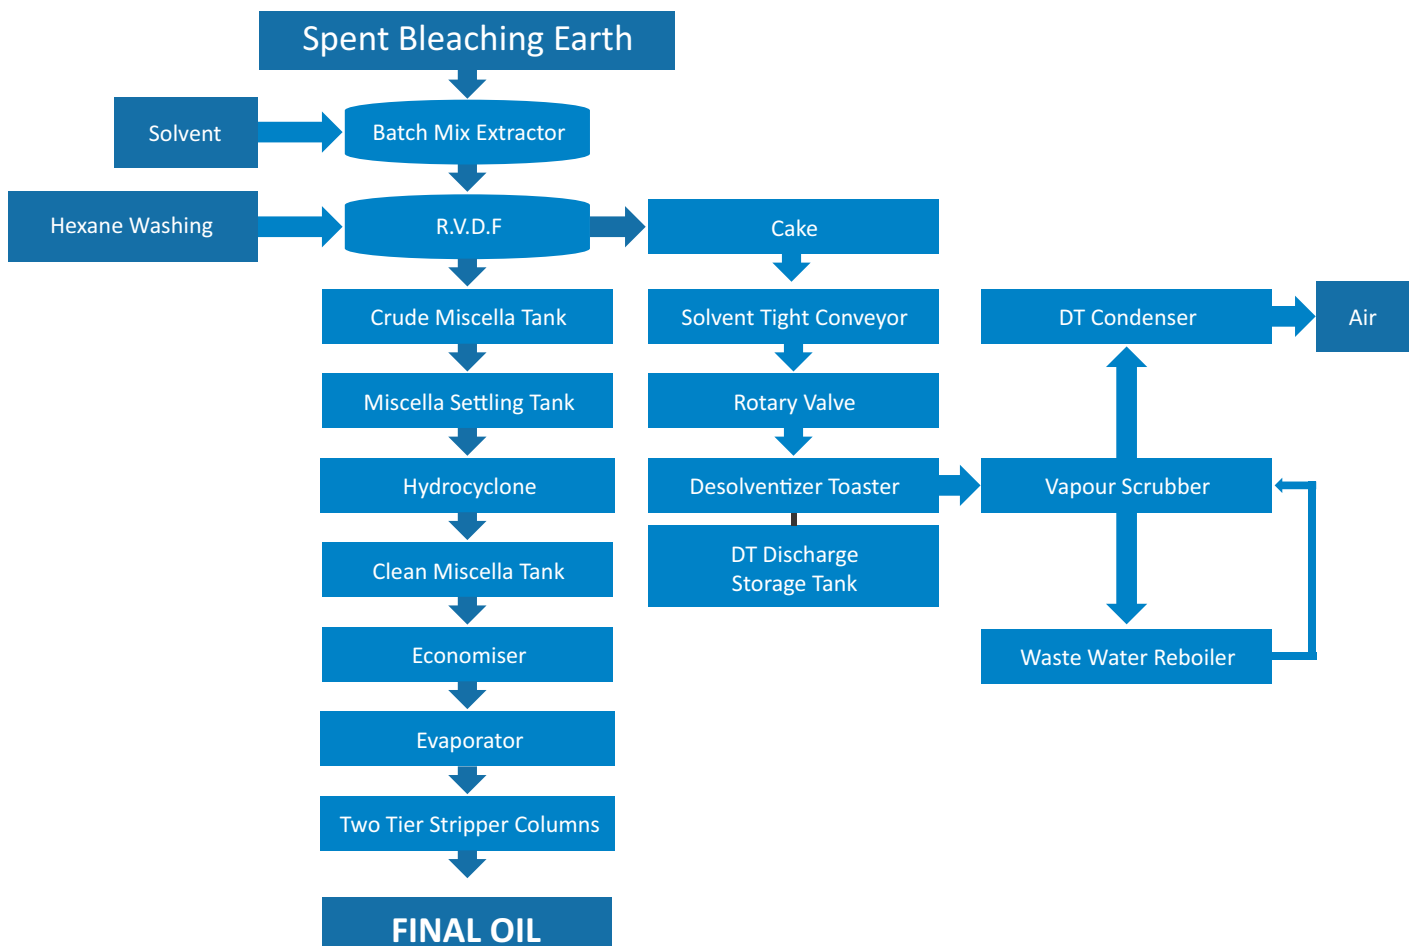 Spent Bleaching Earth
Solvent
Batch Mix Extractor
Hexane Washing
R.V.D.F
Cake
Crude Miscella Tank
Solvent Tight Conveyor
DT Condenser
Air
Miscella Settling Tank
Rotary Valve
Hydrocyclone
Desolventizer Toaster
Vapour Scrubber
Clean Miscella Tank
DT Discharge
Storage Tank
Economiser
Waste Water Reboiler
Evaporator
Two Tier Stripper Columns
FINAL OIL